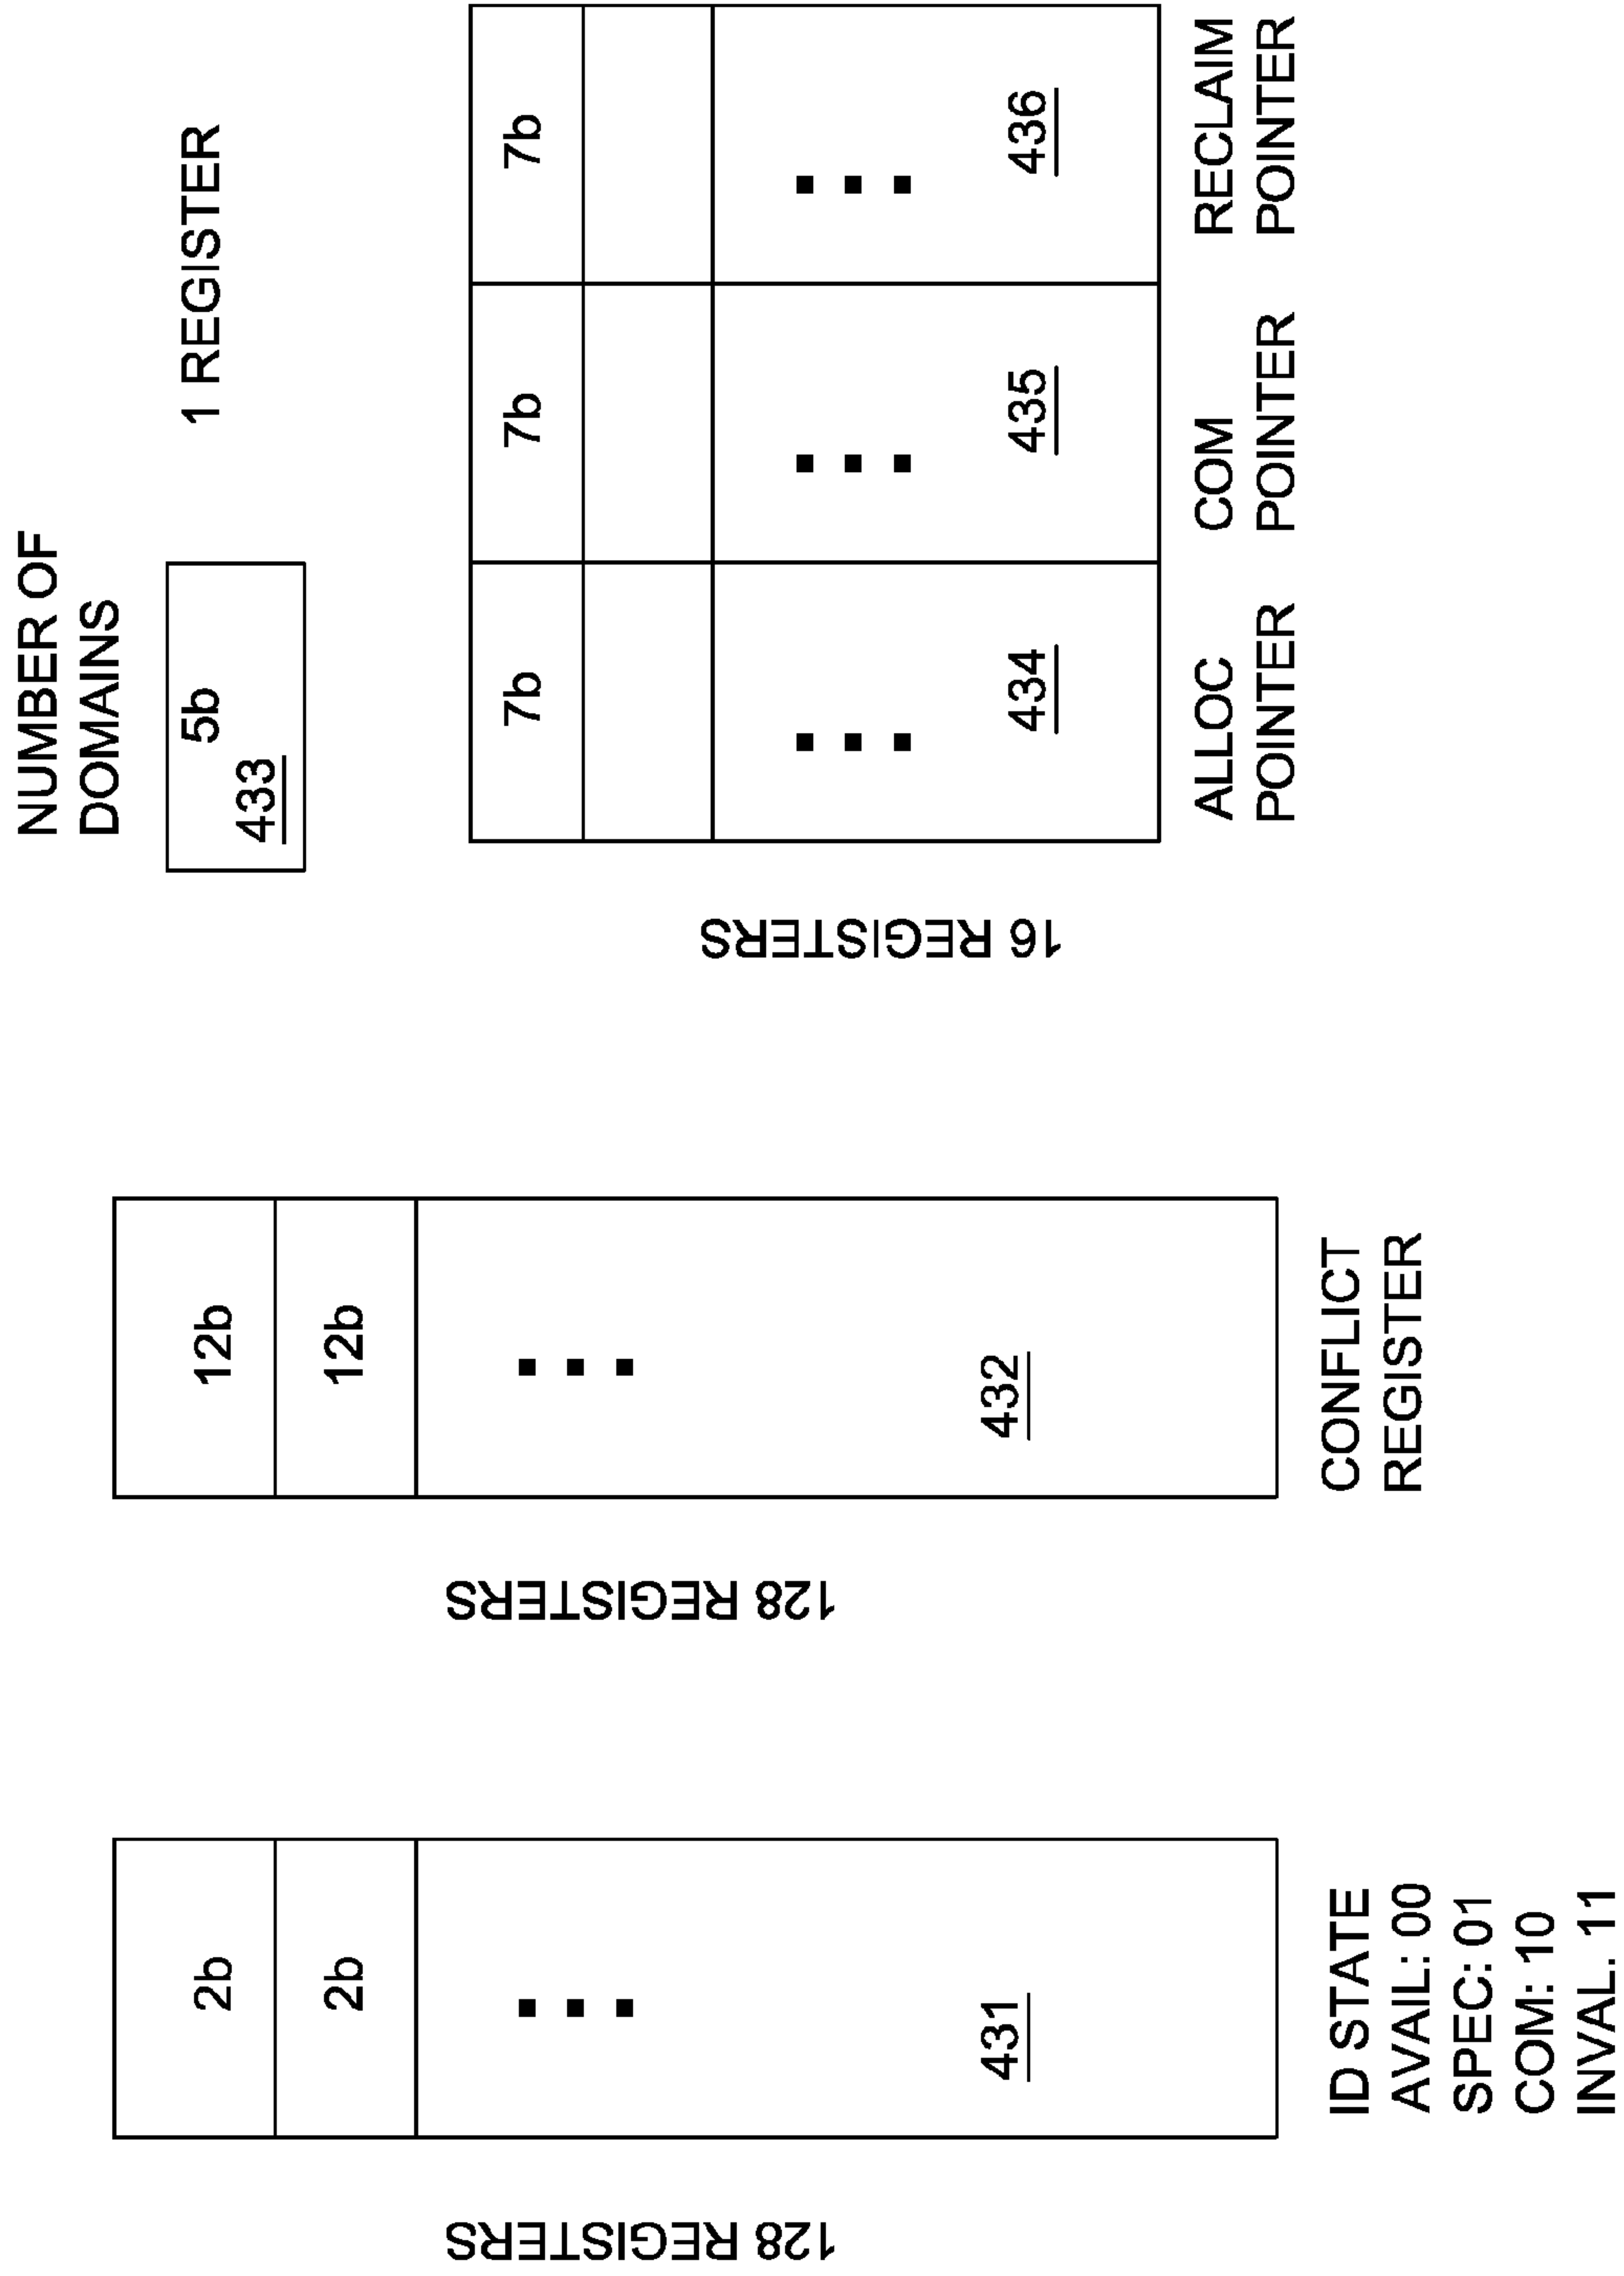 128 REGISTERS
2b
2b
431
ID STATE
AVAIL: 00
SPEC: 01
COM: 10
INVAL. 11
128 REGISTERS
12b
12b
432
CONFLICT
REGISTER
NUMBER OF
DOMAINS
5b
433
1 REGISTER
16 REGISTERS
7b
7b
7b
434
435
436
ALLOC
POINTER
COM
POINTER
RECLAIM
POINTER